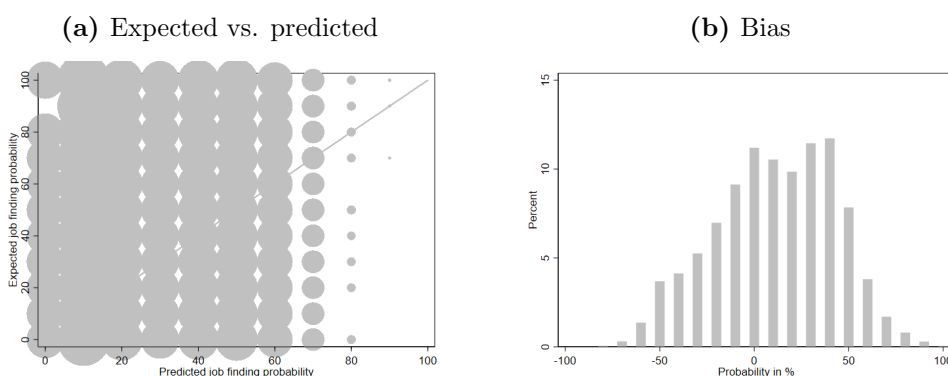 (a) Expected vs. predicted
(b) Bias
Expected job finding probability
100
80
60
40
20
0
0 20 40 60 80 100
Predicted job finding probability
Percent
15
10
5
0
-100 -50 0 50 100
Probability in %